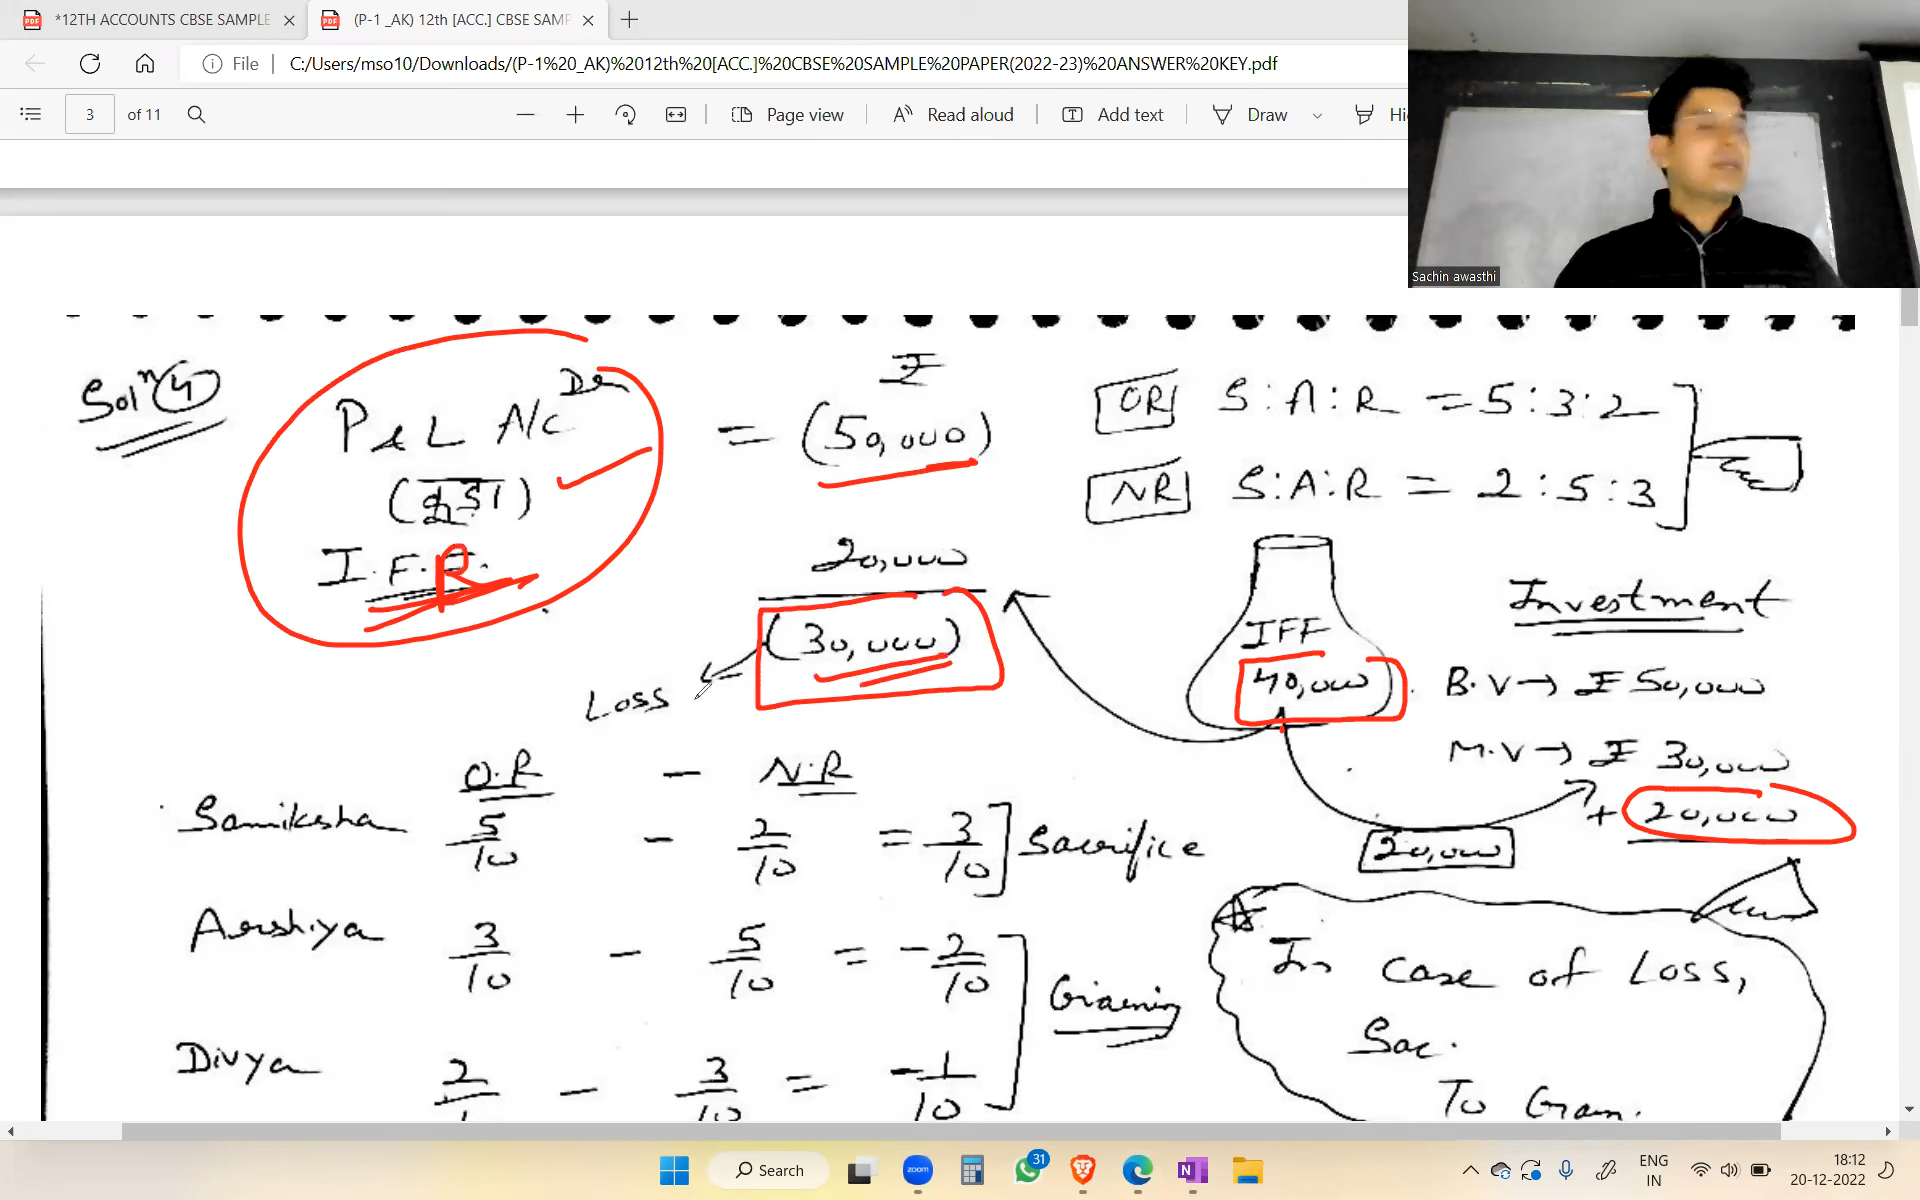 *12TH ACCOUNTS CBSE SAMPLE
(P-1 _AK) 12th [ACC.] CBSE SAMP
File
C:/Users/mso10/Downloads/(P-1%20_AK)%2012th%20[ACC.]%20CBSE%20SAMPLE%20PAPER(2022-23)%20ANSWER%20KEY.pdf
3 of 11
Page view
Read aloud
Add text
Draw
Hi
Sachin awasthi
Solⁿ 4
P & L A/c Dr
I.F.R.
₹
= (50,000)
20,000
(30,000)
Loss
OR S:A:R = 5:3:2
NR S:A:R = 2:5:3
IFF
40,000
Investment
B.V → ₹ 50,000
M.V → ₹ 30,000
+ 20,000
20,000
O.R - N.R
Samiksha 5/10 - 2/10 = 3/10 Sacrifice
Arshiya 3/10 - 5/10 = -2/10
Gaining
Divya 2/1 - 3/10 = -1/10
In case of Loss,
Sac.
To Gain.
Search
zoom
31
ENG
IN
18:12
20-12-2022